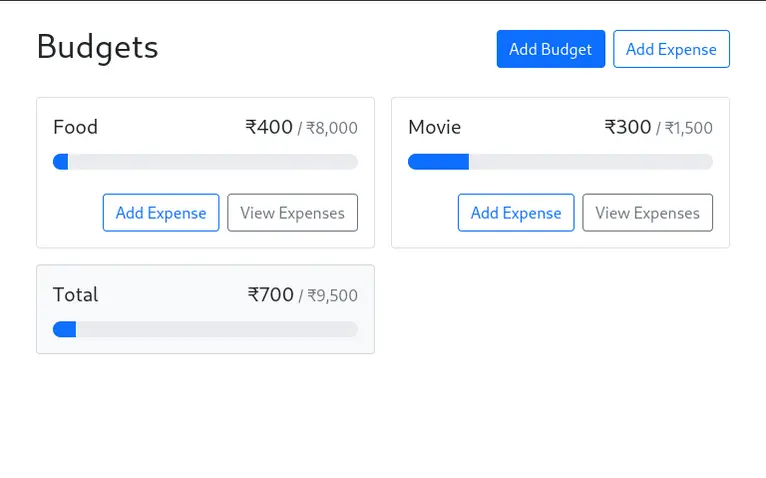 Budgets
Add Budget
Add Expense
Food
₹400 / ₹8,000
Add Expense
View Expenses
Movie
₹300 / ₹1,500
Add Expense
View Expenses
Total
₹700 / ₹9,500